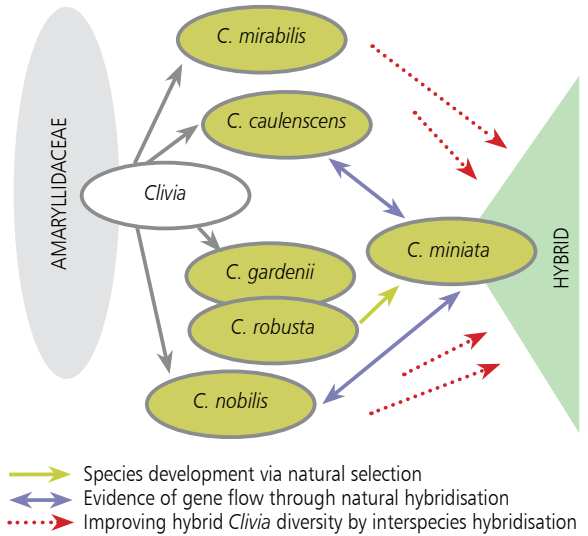 C. mirabilis
C. caulenscens
AMARYLLIDACEAE
Clivia
C. miniata
HYBRID
C. gardenii
C. robusta
C. nobilis
Species development via natural selection
Evidence of gene flow through natural hybridisation
Improving hybrid Clivia diversity by interspecies hybridisation